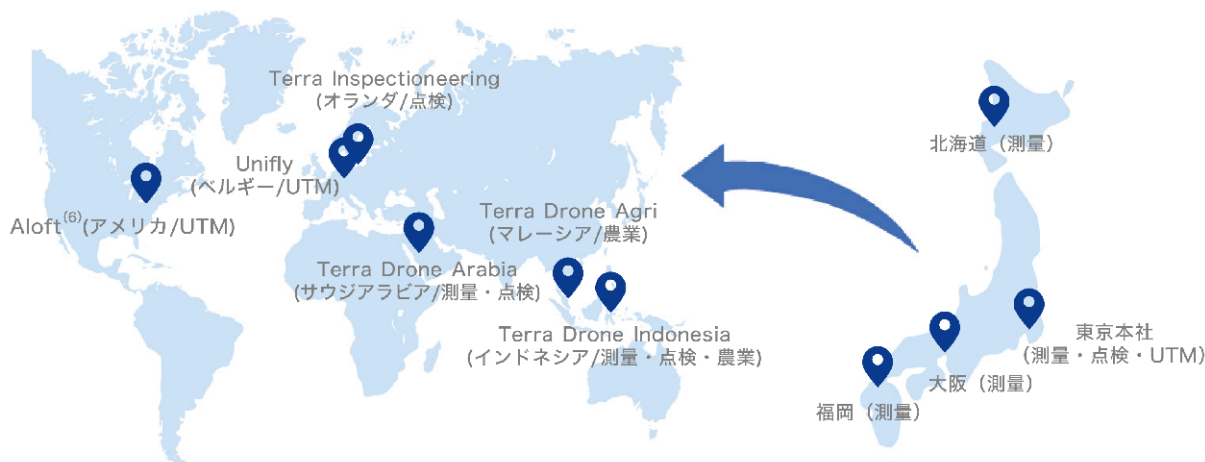 Terra Inspectioneering
(オランダ/点検)
Unifly
(ベルギー/UTM)
Aloft(6)(アメリカ/UTM)
Terra Drone Agri
(マレーシア/農業)
Terra Drone Arabia
(サウジアラビア/測量・点検)
Terra Drone Indonesia
(インドネシア/測量・点検・農業)
北海道（測量）
東京本社
(測量・点検・UTM)
大阪（測量）
福岡（測量）